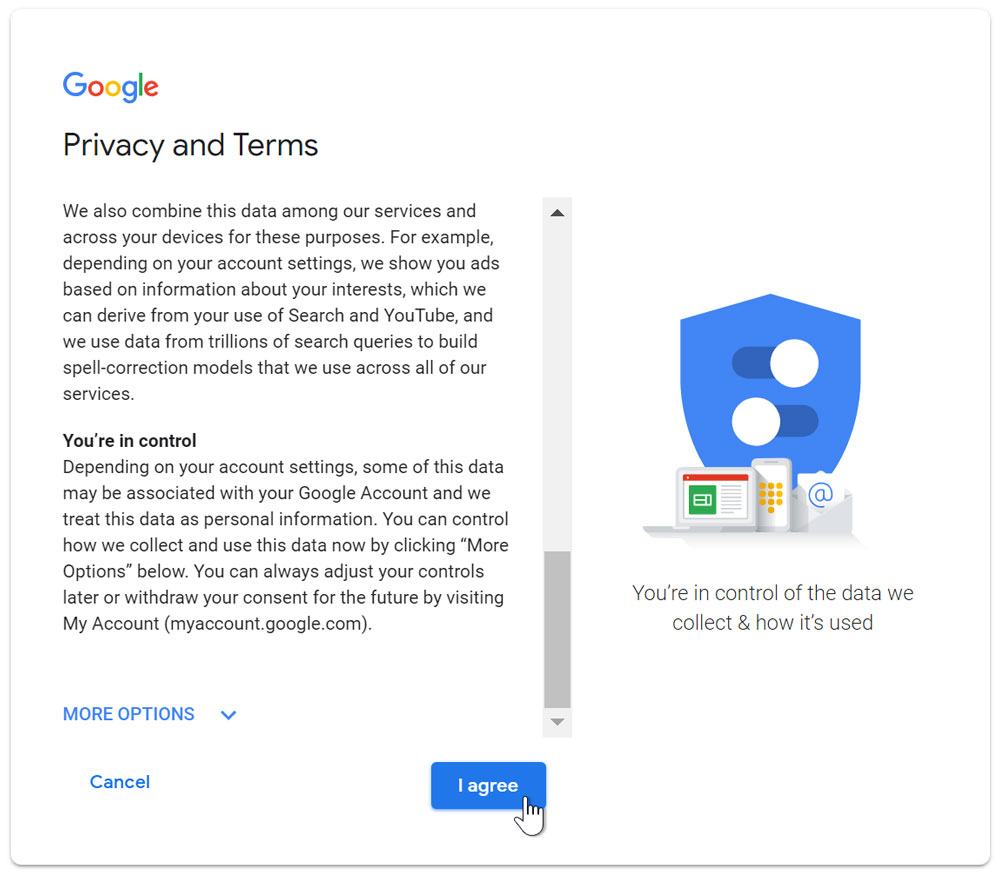 Google
Privacy and Terms
We also combine this data among our services and
across your devices for these purposes. For example,
depending on your account settings, we show you ads
based on information about your interests, which we
can derive from your use of Search and YouTube, and
we use data from trillions of search queries to build
spell-correction models that we use across all of our
services.
You’re in control
Depending on your account settings, some of this data
may be associated with your Google Account and we
treat this data as personal information. You can control
how we collect and use this data now by clicking “More
Options” below. You can always adjust your controls
later or withdraw your consent for the future by visiting
My Account (myaccount.google.com).
MORE OPTIONS
Cancel
I agree
@
You’re in control of the data we
collect & how it’s used